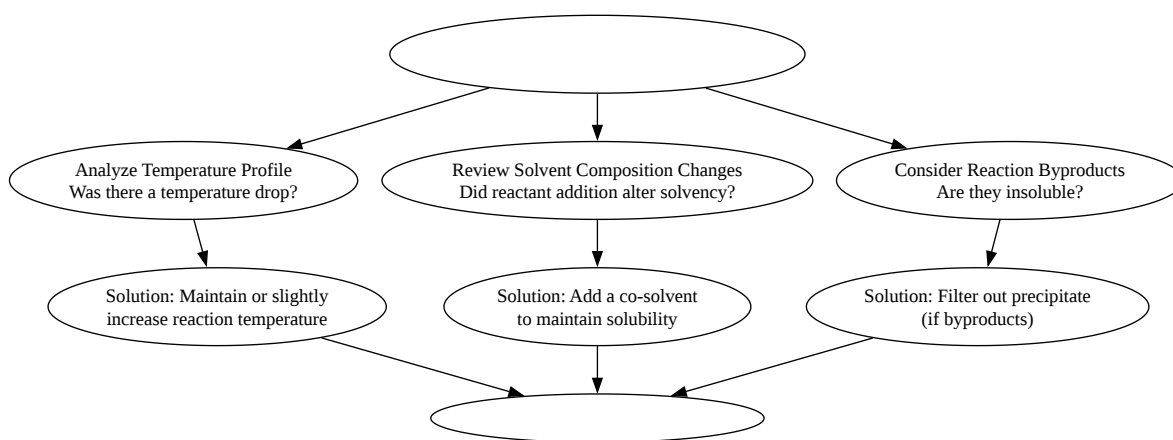 Analyze Temperature Profile
Was there a temperature drop?
Review Solvent Composition Changes
Did reactant addition alter solvency?
Consider Reaction Byproducts
Are they insoluble?
Solution: Maintain or slightly
increase reaction temperature
Solution: Add a co-solvent
to maintain solubility
Solution: Filter out precipitate
(if byproducts)